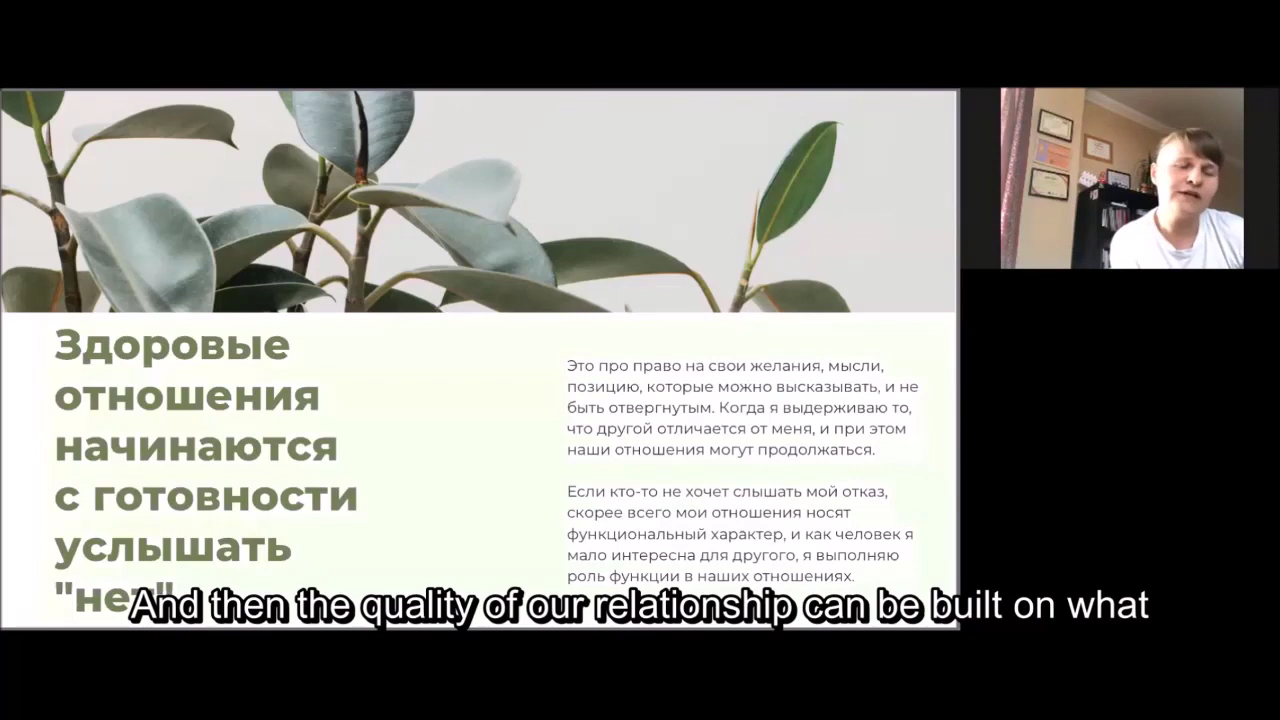 Здоровые
отношения
начинаются
с готовности
услышать
"нет"
Это про право на свои желания, мысли,
позицию, которые можно высказывать, и не
быть отвергнутым. Когда я выдерживаю то,
что другой отличается от меня, и при этом
наши отношения могут продолжаться.
Если кто-то не хочет слышать мой отказ,
скорее всего мои отношения носят
функциональный характер, и как человек я
мало интересна для другого, я выполняю
роль функции в наших отношениях.
And then the quality of our relationship can be built on what